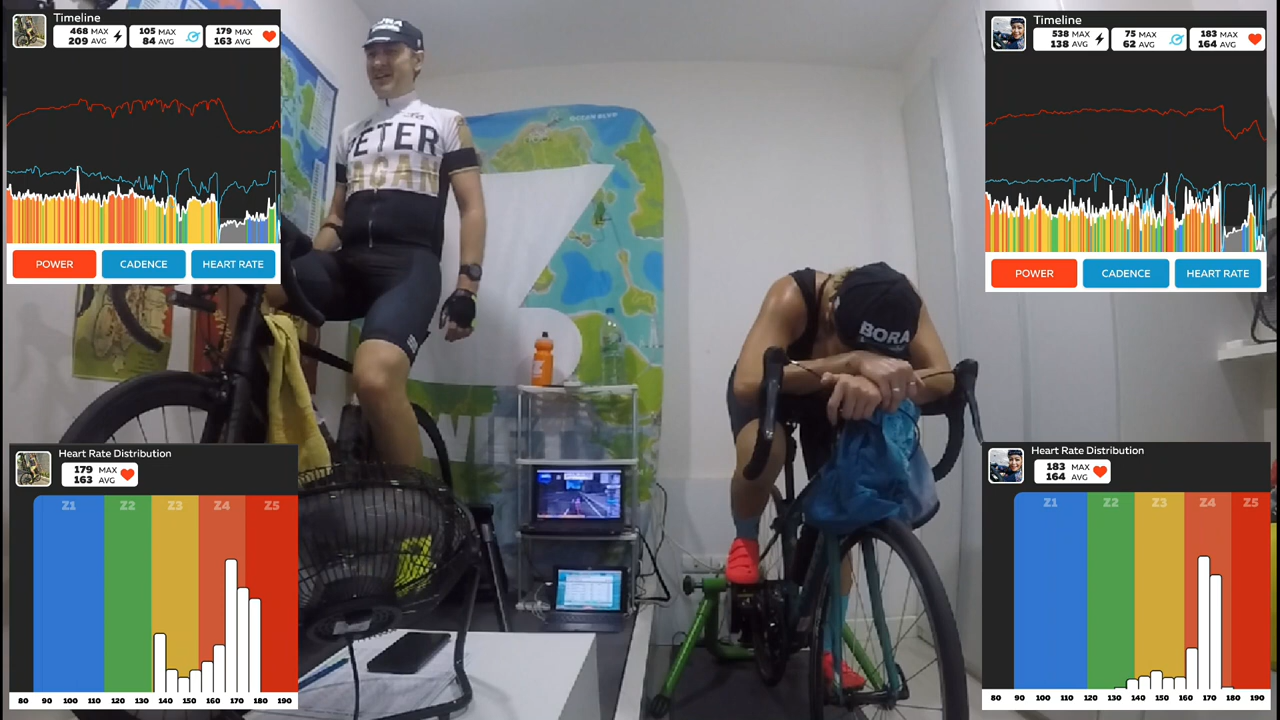 Timeline
468 MAX
209 AVG
105 MAX
84 AVG
179 MAX
163 AVG
POWER
CADENCE
HEART RATE
Timeline
538 MAX
138 AVG
75 MAX
62 AVG
183 MAX
164 AVG
POWER
CADENCE
HEART RATE
BORA
PETER
SAGAN
OCEAN BLVD
BORA
Heart Rate Distribution
179 MAX
163 AVG
Z1 Z2 Z3 Z4 Z5
80 90 100 110 120 130 140 150 160 170 180 190
Heart Rate Distribution
183 MAX
164 AVG
Z1 Z2 Z3 Z4 Z5
80 90 100 110 120 130 140 150 160 170 180 190